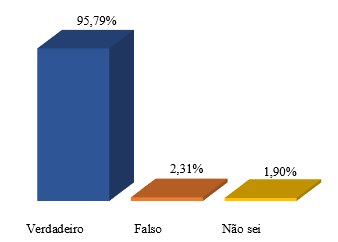 95,79%
2,31%
1,90%
Verdadeiro
Falso
Não sei